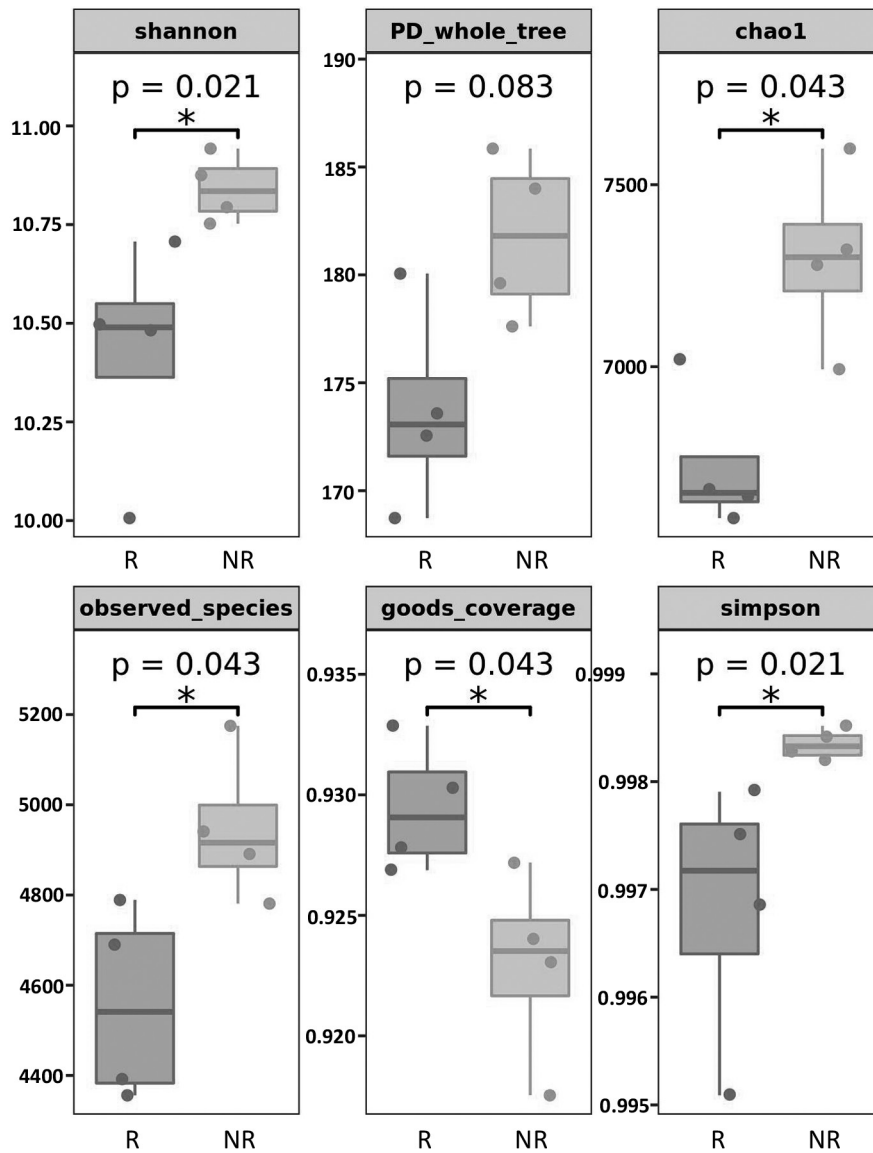 shannon
p = 0.021
*
11.00
10.75
10.50
10.25
10.00
R NR
PD_whole_tree
p = 0.083
190
185
180
175
170
R NR
chao1
p = 0.043
*
7500
7000
R NR
observed_species
p = 0.043
*
5200
5000
4800
4600
4400
R NR
goods_coverage
p = 0.043
*
0.935
0.930
0.925
0.920
R NR
simpson
p = 0.021
*
0.999
0.998
0.997
0.996
0.995
R NR